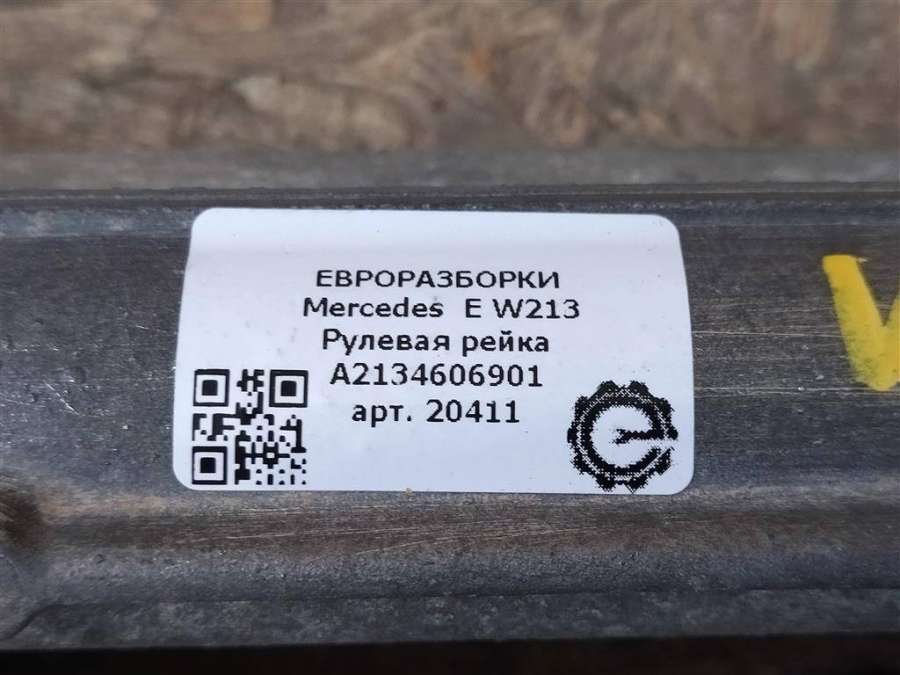 ЕВРОРАЗБОРКИ
Mercedes E W213
Рулевая рейка
A2134606901
арт. 20411